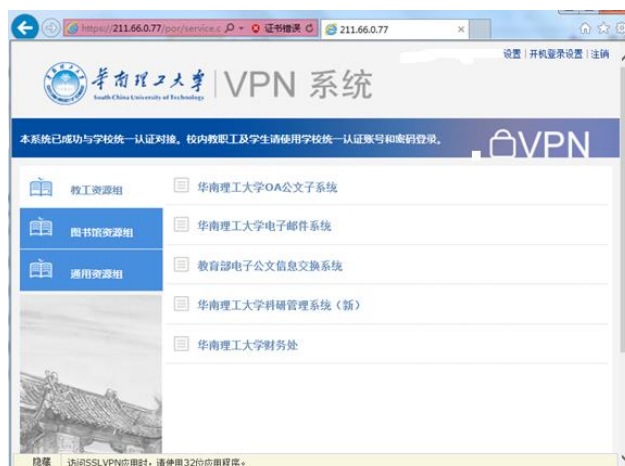 https://211.66.0.77/por/service.c
证书错误
211.66.0.77
设置 | 开机登录设置 | 注销
华南理工大学
South China University of Technology
VPN 系统
本系统已成功与学校统一认证对接。校内教职工及学生请使用学校统一认证账号和密码登录。
VPN
教工资源组
图书馆资源组
通用资源组
华南理工大学OA公文子系统
华南理工大学电子邮件系统
教育部电子公文信息交换系统
华南理工大学科研管理系统（新）
华南理工大学财务处
隐藏
访问SSLVPN应用时，请使用32位应用程序。